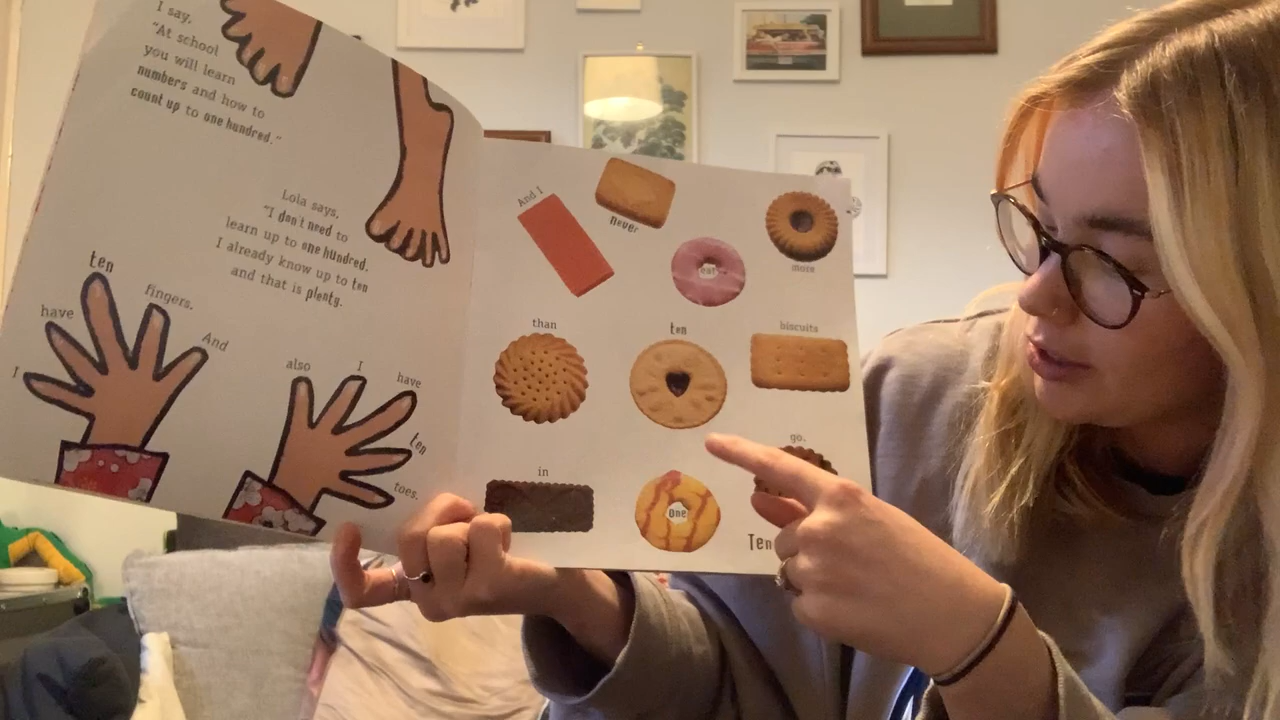 I say,
"At school
you will learn
numbers and how to
count up to one hundred."
Lola says,
"I don't need to
learn up to one hundred.
I already know up to ten
and that is plenty.
I
have
ten
fingers.
And
also
I
have
ten
toes.
And I
never
eat
more
than
ten
biscuits
in
One
go.
Ten